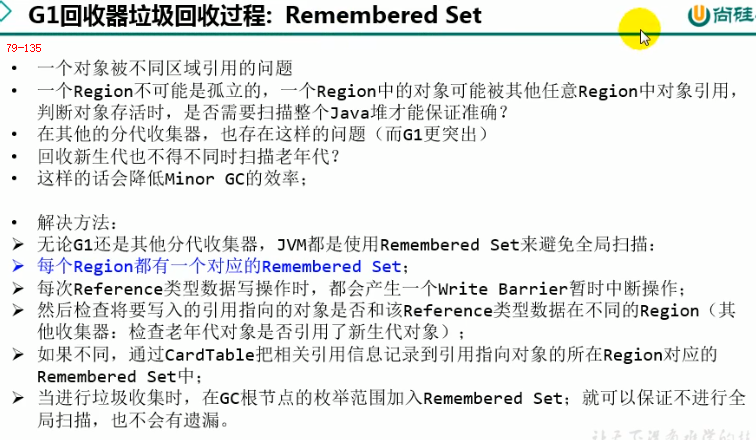 G1回收器垃圾回收过程: Remembered Set
尚硅
79-135
• 一个对象被不同区域引用的问题
• 一个Region不可能是孤立的，一个Region中的对象可能被其他任意Region中对象引用，
判断对象存活时，是否需要扫描整个Java堆才能保证准确？
• 在其他的分代收集器，也存在这样的问题（而G1更突出）
• 回收新生代也不得不同时扫描老年代？
• 这样的话会降低Minor GC的效率；
• 解决方法：
➢ 无论G1还是其他分代收集器，JVM都是使用Remembered Set来避免全局扫描：
➢ 每个Region都有一个对应的Remembered Set；
➢ 每次Reference类型数据写操作时，都会产生一个Write Barrier暂时中断操作；
➢ 然后检查将要写入的引用指向的对象是否和该Reference类型数据在不同的Region（其
他收集器：检查老年代对象是否引用了新生代对象）；
➢ 如果不同，通过CardTable把相关引用信息记录到引用指向对象的所在Region对应的
Remembered Set中；
➢ 当进行垃圾收集时，在GC根节点的枚举范围加入Remembered Set；就可以保证不进行全
局扫描，也不会有遗漏。